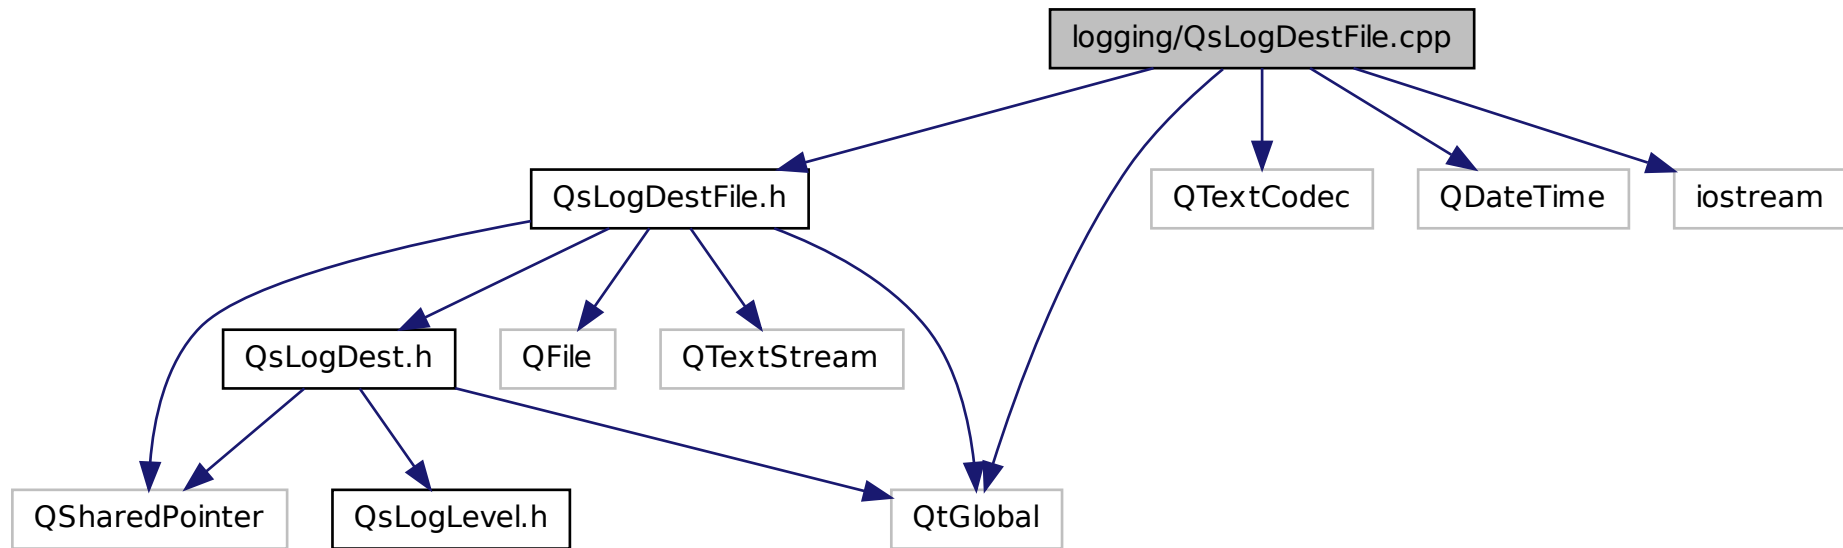 logging/QsLogDestFile.cpp
QsLogDestFile.h
QTextCodec
QDateTime
iostream
QsLogDest.h
QFile
QTextStream
QSharedPointer
QsLogLevel.h
QtGlobal